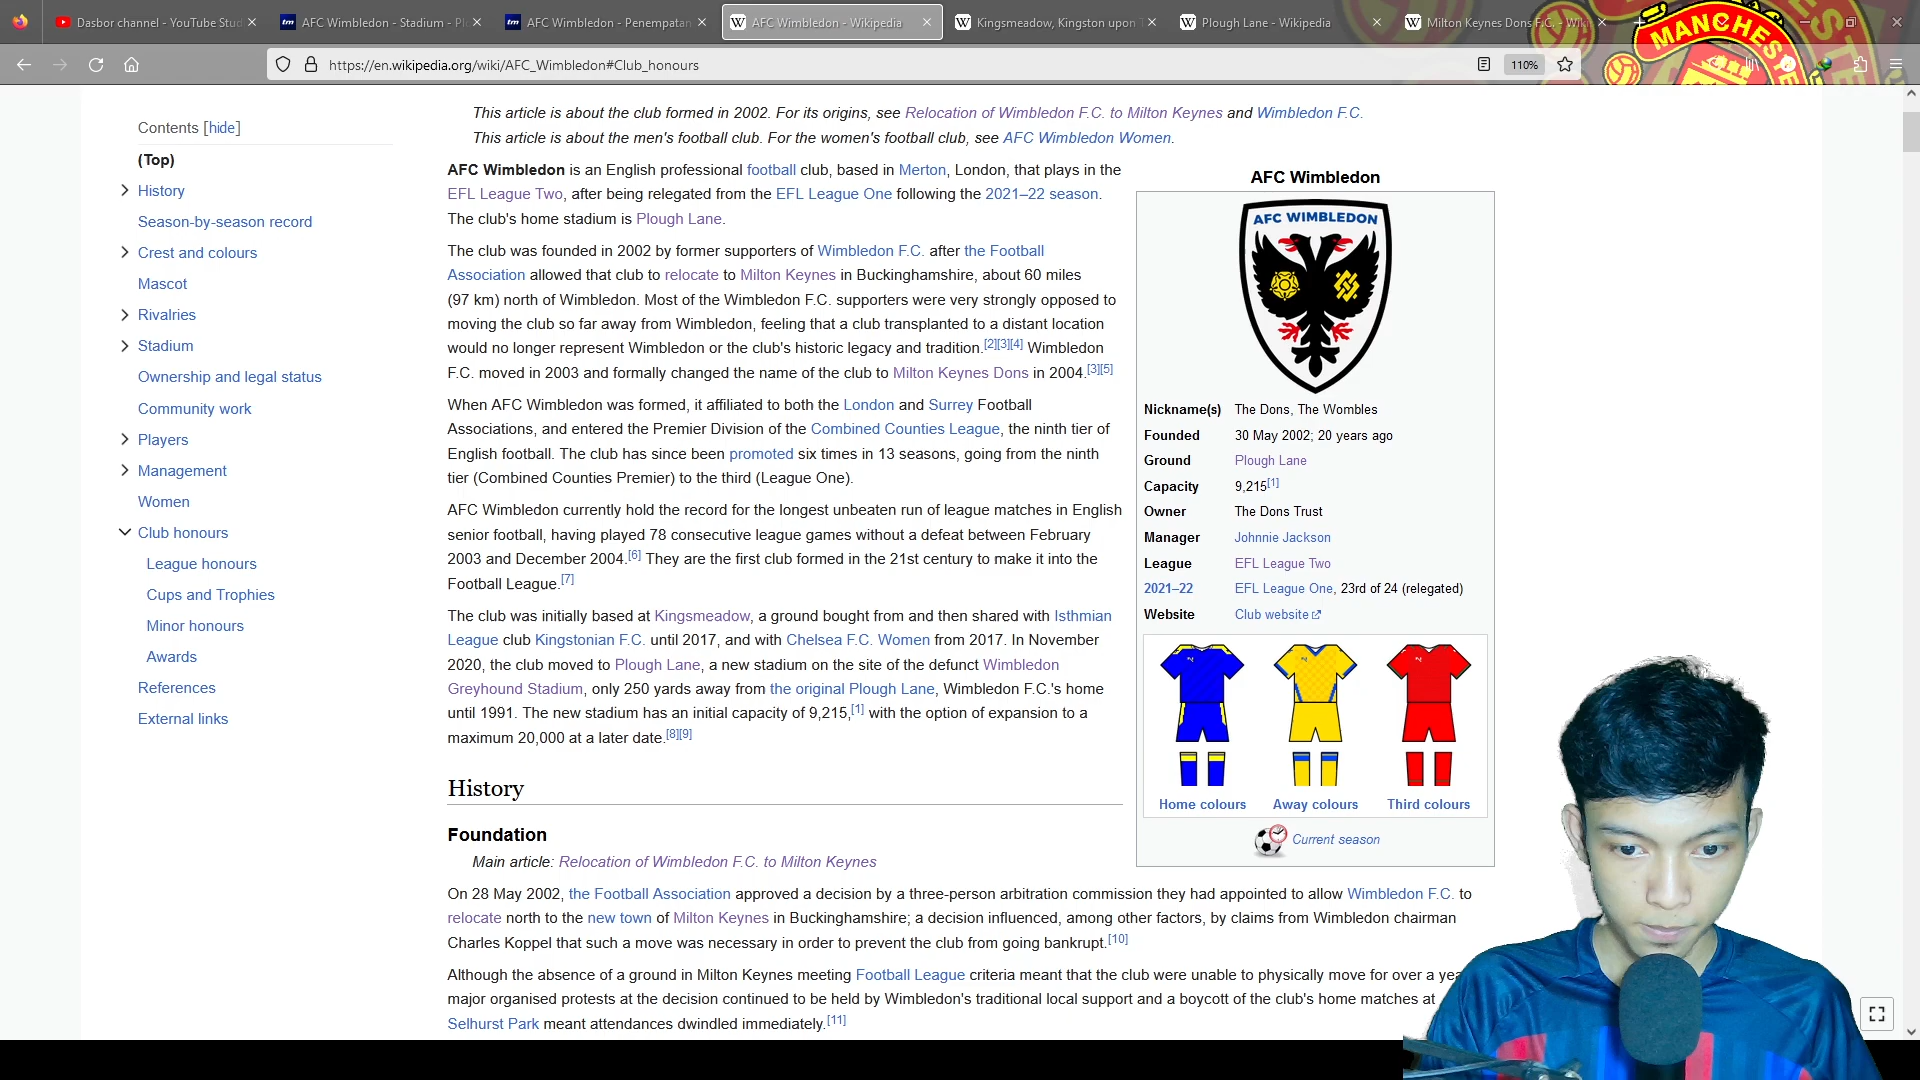 Dasbor channel - YouTube Stud
AFC Wimbledon - Stadium - Pl
AFC Wimbledon - Penempatan
AFC Wimbledon - Wikipedia
Kingsmeadow, Kingston upon T
Plough Lane - Wikipedia
Milton Keynes Dons F.C. - Wiki
MANCHES
https://en.wikipedia.org/wiki/AFC_Wimbledon#Club_honours
110%
This article is about the club formed in 2002. For its origins, see Relocation of Wimbledon F.C. to Milton Keynes and Wimbledon F.C.
This article is about the men's football club. For the women's football club, see AFC Wimbledon Women.
Contents [hide]
(Top)
History
Season-by-season record
Crest and colours
Mascot
Rivalries
Stadium
Ownership and legal status
Community work
Players
Management
Women
Club honours
League honours
Cups and Trophies
Minor honours
Awards
References
External links
AFC Wimbledon is an English professional football club, based in Merton, London, that plays in the
EFL League Two, after being relegated from the EFL League One following the 2021–22 season.
The club's home stadium is Plough Lane.
The club was founded in 2002 by former supporters of Wimbledon F.C. after the Football
Association allowed that club to relocate to Milton Keynes in Buckinghamshire, about 60 miles
(97 km) north of Wimbledon. Most of the Wimbledon F.C. supporters were very strongly opposed to
moving the club so far away from Wimbledon, feeling that a club transplanted to a distant location
would no longer represent Wimbledon or the club's historic legacy and tradition.[2][3][4] Wimbledon
F.C. moved in 2003 and formally changed the name of the club to Milton Keynes Dons in 2004.[3][5]
When AFC Wimbledon was formed, it affiliated to both the London and Surrey Football
Associations, and entered the Premier Division of the Combined Counties League, the ninth tier of
English football. The club has since been promoted six times in 13 seasons, going from the ninth
tier (Combined Counties Premier) to the third (League One).
AFC Wimbledon currently hold the record for the longest unbeaten run of league matches in English
senior football, having played 78 consecutive league games without a defeat between February
2003 and December 2004.[6] They are the first club formed in the 21st century to make it into the
Football League.[7]
The club was initially based at Kingsmeadow, a ground bought from and then shared with Isthmian
League club Kingstonian F.C. until 2017, and with Chelsea F.C. Women from 2017. In November
2020, the club moved to Plough Lane, a new stadium on the site of the defunct Wimbledon
Greyhound Stadium, only 250 yards away from the original Plough Lane, Wimbledon F.C.'s home
until 1991. The new stadium has an initial capacity of 9,215,[1] with the option of expansion to a
maximum 20,000 at a later date.[8][9]
AFC Wimbledon
AFC WIMBLEDON
Nickname(s) The Dons, The Wombles
Founded 30 May 2002; 20 years ago
Ground Plough Lane
Capacity 9,215[1]
Owner The Dons Trust
Manager Johnnie Jackson
League EFL League Two
2021–22 EFL League One, 23rd of 24 (relegated)
Website Club website
Home colours
Away colours
Third colours
Current season
History
Foundation
Main article: Relocation of Wimbledon F.C. to Milton Keynes
On 28 May 2002, the Football Association approved a decision by a three-person arbitration commission they had appointed to allow Wimbledon F.C. to
relocate north to the new town of Milton Keynes in Buckinghamshire; a decision influenced, among other factors, by claims from Wimbledon chairman
Charles Koppel that such a move was necessary in order to prevent the club from going bankrupt.[10]
Although the absence of a ground in Milton Keynes meeting Football League criteria meant that the club were unable to physically move for over a yea
major organised protests at the decision continued to be held by Wimbledon's traditional local support and a boycott of the club's home matches at
Selhurst Park meant attendances dwindled immediately.[11]